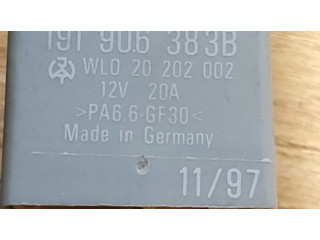 191 906 383B
WLO 20 202 002
12V 20A
>PA6.6-GF30<
Made in Germany
11/97